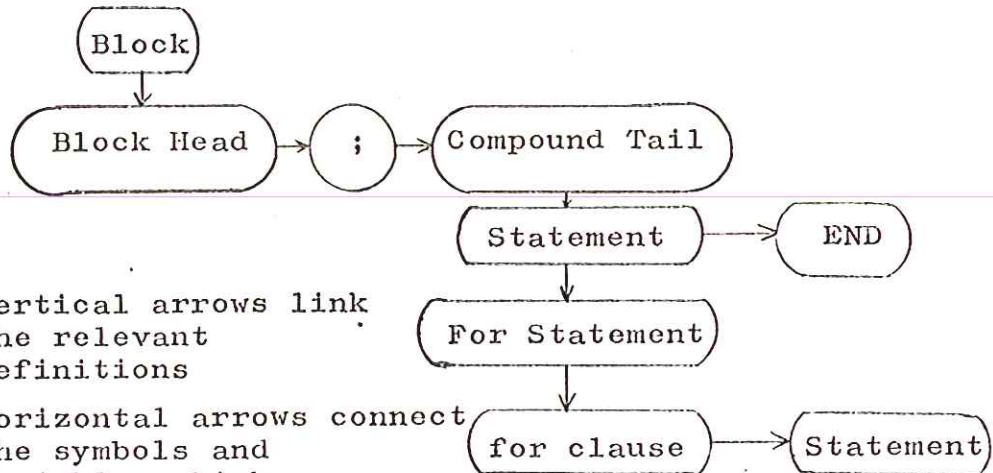 Block
Block Head ; Compound Tail
Statement END
ertical arrows link
he relevant
efinitions
For Statement
orizontal arrows connect
he symbols and
for clause Statement